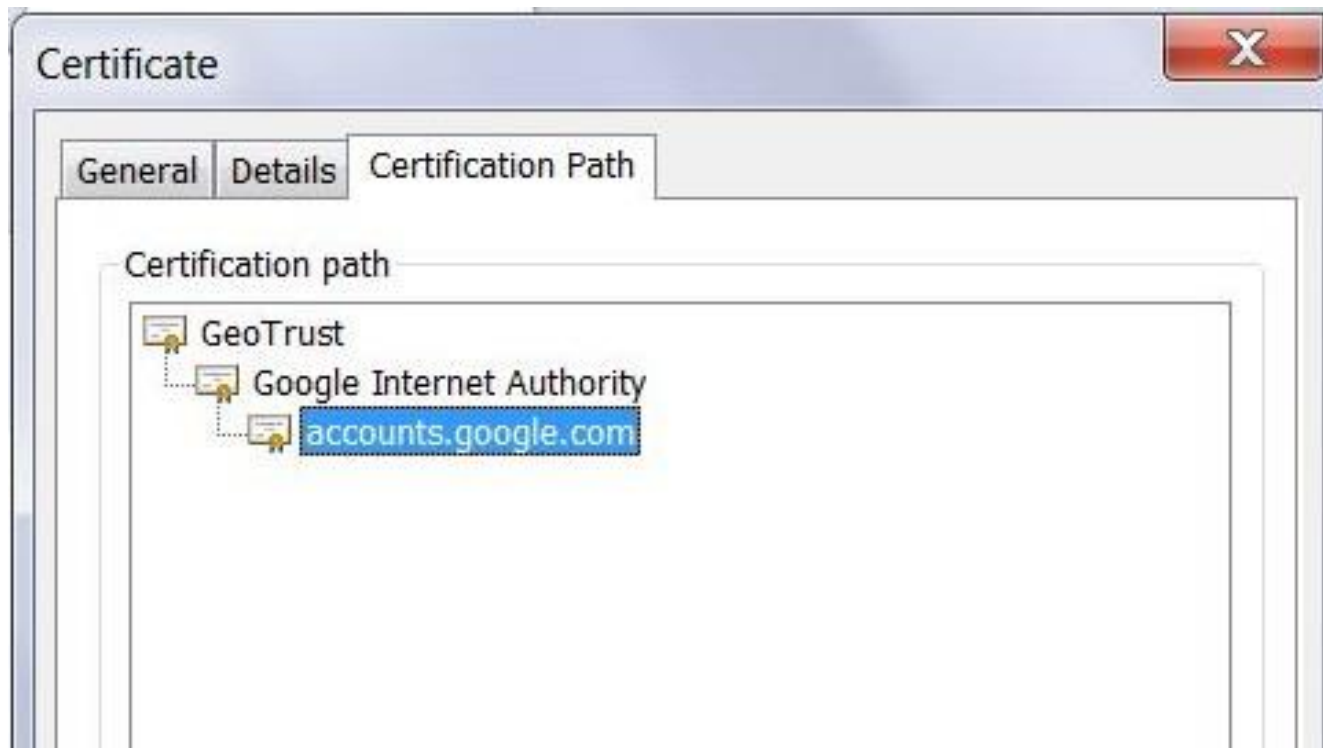 Certificate
X
General Details Certification Path
Certification path
GeoTrust
Google Internet Authority
accounts.google.com